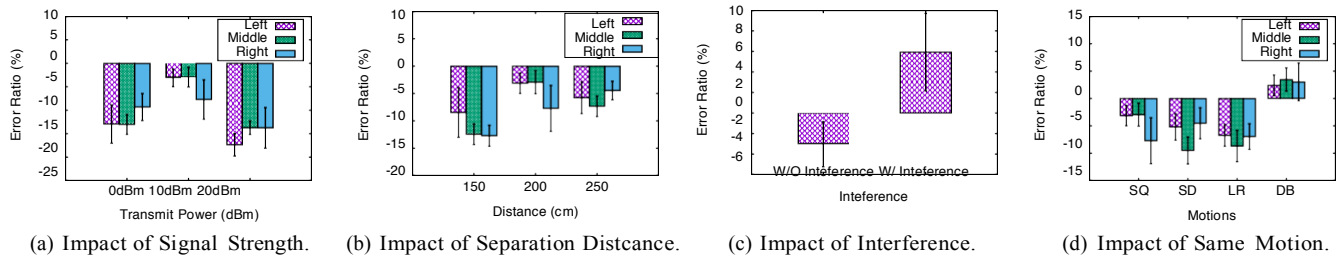 10
5
0
-5
-10
-15
-20
-25
Error Ratio (%)
Left
Middle
Right
0dBm 10dBm 20dBm
Transmit Power (dBm)
(a) Impact of Signal Strength.
10
5
0
-5
-10
-15
-20
Error Ratio (%)
Left
Middle
Right
150 200 250
Distance (cm)
(b) Impact of Separation Distcance.
10
8
6
4
2
0
-2
-4
-6
Error Ratio (%)
W/O Inteference W/ Inteference
Inteference
(c) Impact of Interference.
15
10
5
0
-5
-10
-15
Error Ratio (%)
Left
Middle
Right
SQ SD LR DB
Motions
(d) Impact of Same Motion.